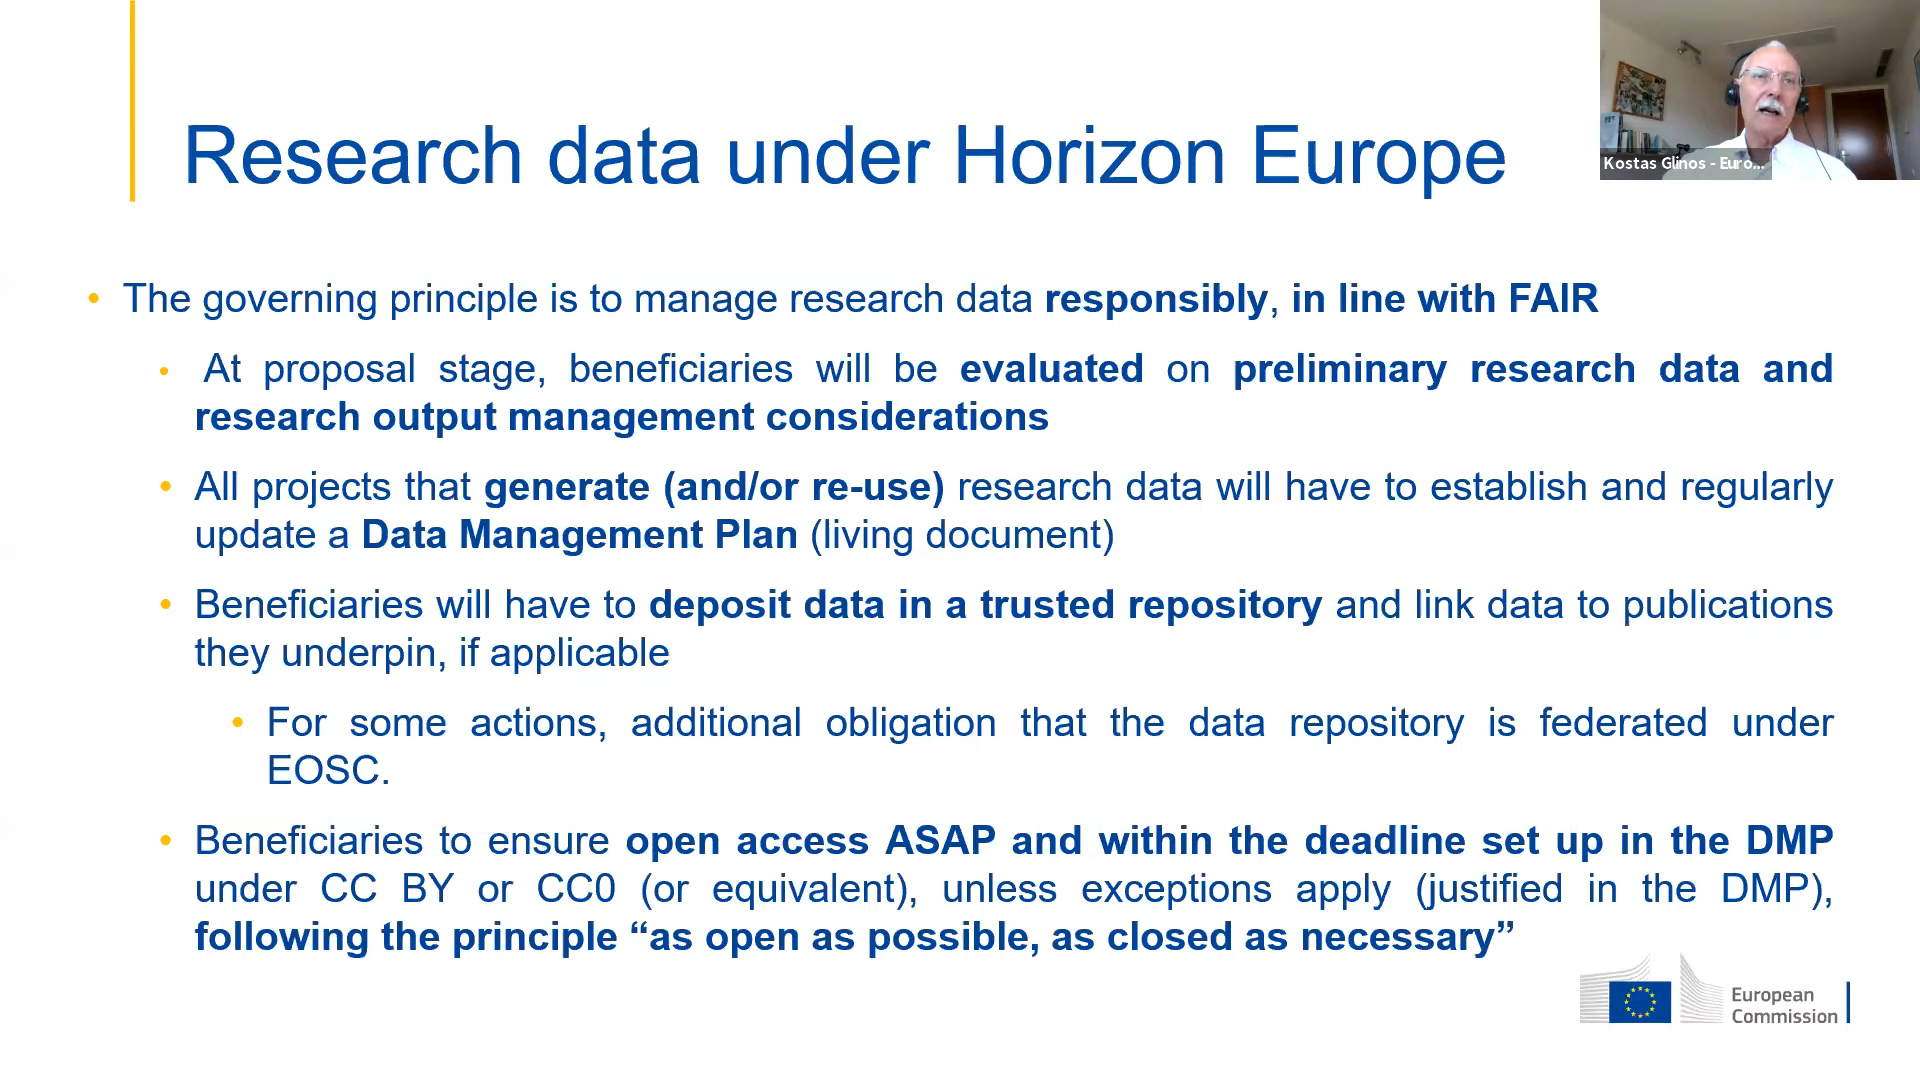 Research data under Horizon Europe
Kostas Glinos - Euro...
• The governing principle is to manage research data responsibly, in line with FAIR
• At proposal stage, beneficiaries will be evaluated on preliminary research data and
research output management considerations
• All projects that generate (and/or re-use) research data will have to establish and regularly
update a Data Management Plan (living document)
• Beneficiaries will have to deposit data in a trusted repository and link data to publications
they underpin, if applicable
• For some actions, additional obligation that the data repository is federated under
EOSC.
• Beneficiaries to ensure open access ASAP and within the deadline set up in the DMP
under CC BY or CC0 (or equivalent), unless exceptions apply (justified in the DMP),
following the principle “as open as possible, as closed as necessary”
European
Commission